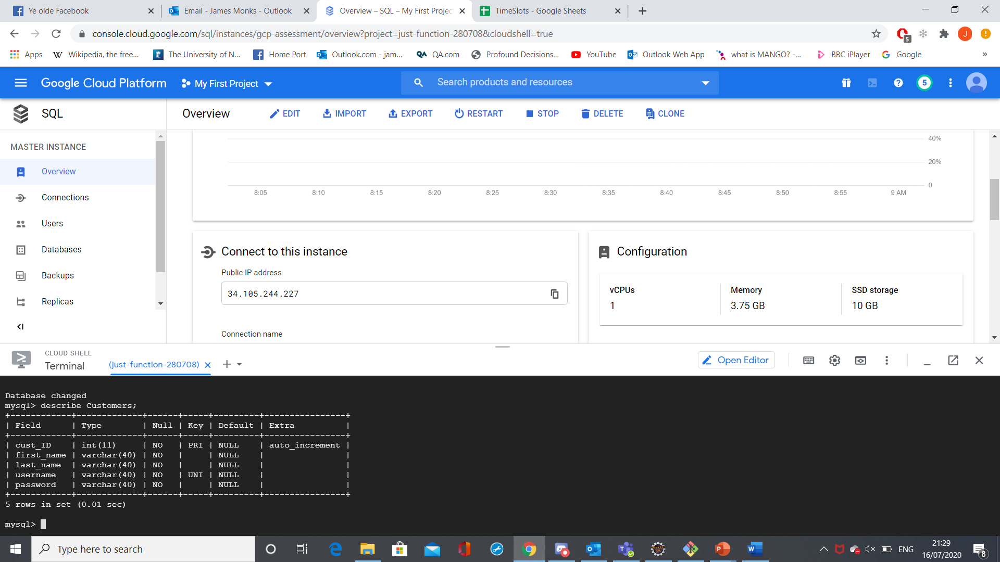 Ye olde Facebook
Email - James Monks - Outlook
Overview – SQL – My First Projec
TimeSlots - Google Sheets
console.cloud.google.com/sql/instances/gcp-assessment/overview?project=just-function-280708&cloudshell=true
5
J
Apps
Wikipedia, the free...
The University of N...
Home Port
Outlook.com - jam...
QA.com
Profound Decisions...
YouTube
Outlook Web App
what is MANGO? -...
BBC iPlayer
Google
»
Google Cloud Platform
My First Project
Search products and resources
5
SQL
Overview
EDIT
IMPORT
EXPORT
RESTART
STOP
DELETE
CLONE
MASTER INSTANCE
Overview
Connections
Users
Databases
Backups
Replicas
40%
20%
0
8:05 8:10 8:15 8:20 8:25 8:30 8:35 8:40 8:45 8:50 8:55 9 AM
Connect to this instance
Public IP address
34.105.244.227
Connection name
Configuration
vCPUs
1
Memory
3.75 GB
SSD storage
10 GB
CLOUD SHELL
Terminal
(just-function-280708)
Open Editor
Database changed
mysql> describe Customers;
+------------+-------------+------+-----+---------+----------------+
| Field      | Type        | Null | Key | Default | Extra          |
+------------+-------------+------+-----+---------+----------------+
| cust_ID    | int(11)     | NO   | PRI | NULL    | auto_increment |
| first_name | varchar(40) | NO   |     | NULL    |                |
| last_name  | varchar(40) | NO   |     | NULL    |                |
| username   | varchar(40) | NO   | UNI | NULL    |                |
| password   | varchar(40) | NO   |     | NULL    |                |
+------------+-------------+------+-----+---------+----------------+
5 rows in set (0.01 sec)
mysql>
Type here to search
ENG
21:29
16/07/2020
8